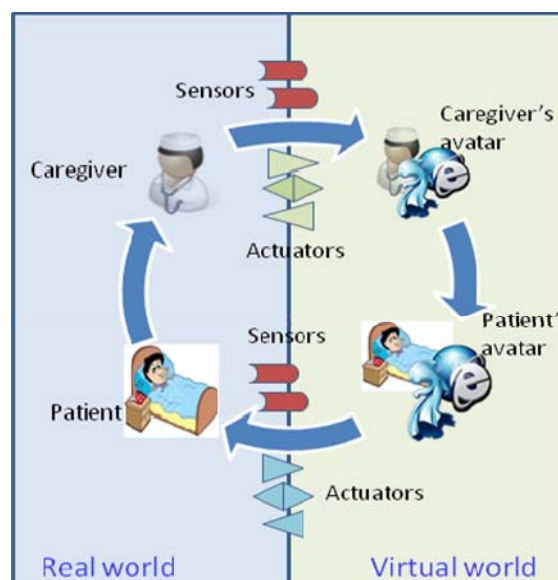 Sensors
Caregiver's
avatar
Caregiver
Actuators
Sensors
Patient'
avatar
Patient
Actuators
Real world
Virtual world